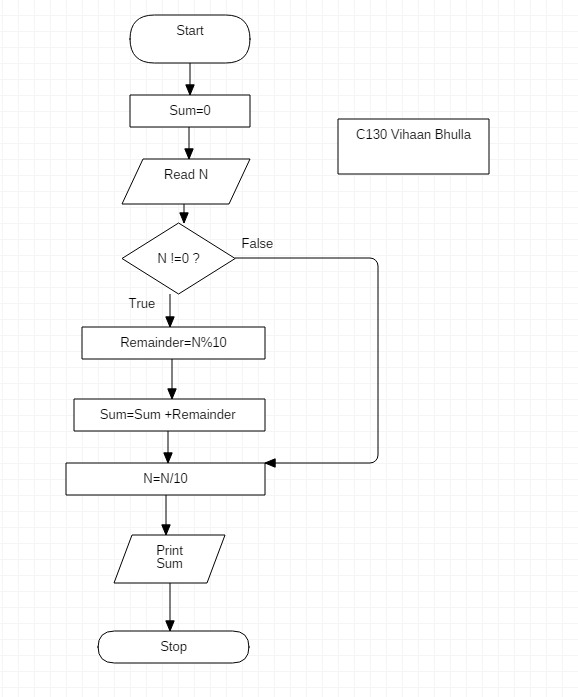 Start
Sum=0
C130 Vihaan Bhulla
Read N
N !=0 ?
False
True
Remainder=N%10
Sum=Sum +Remainder
N=N/10
Print
Sum
Stop